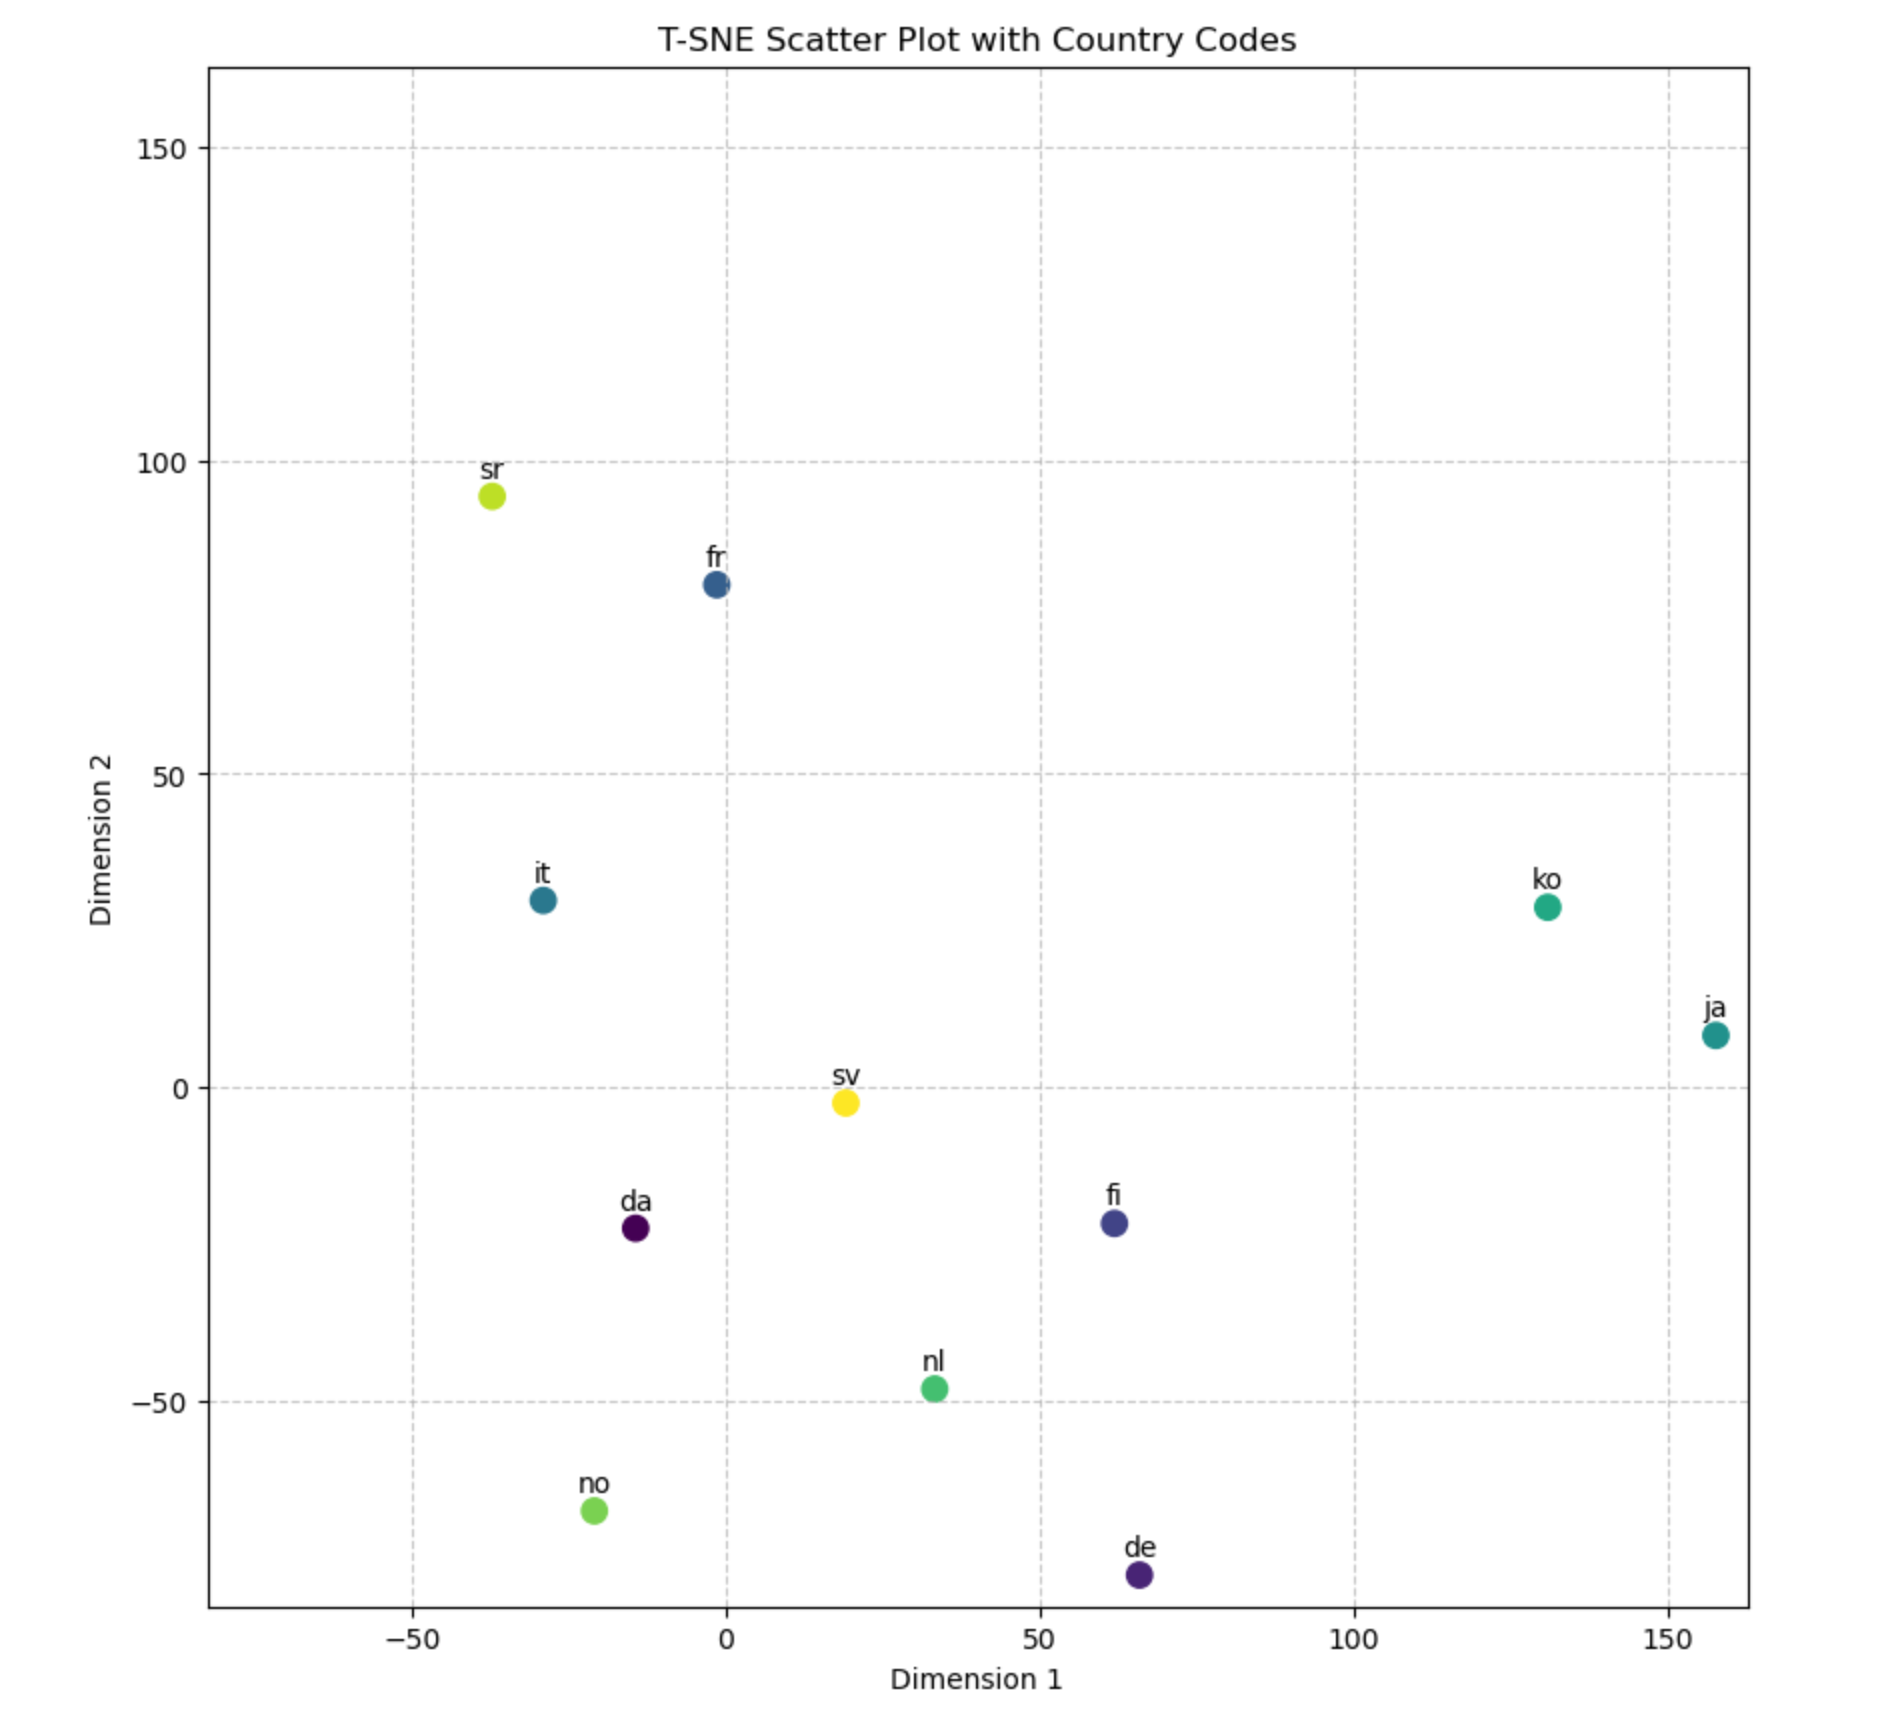 T-SNE Scatter Plot with Country Codes
150
100
50
0
−50
Dimension 2
sr
fr
it
ko
ja
sv
da
fi
nl
no
de
−50 0 50 100 150
Dimension 1